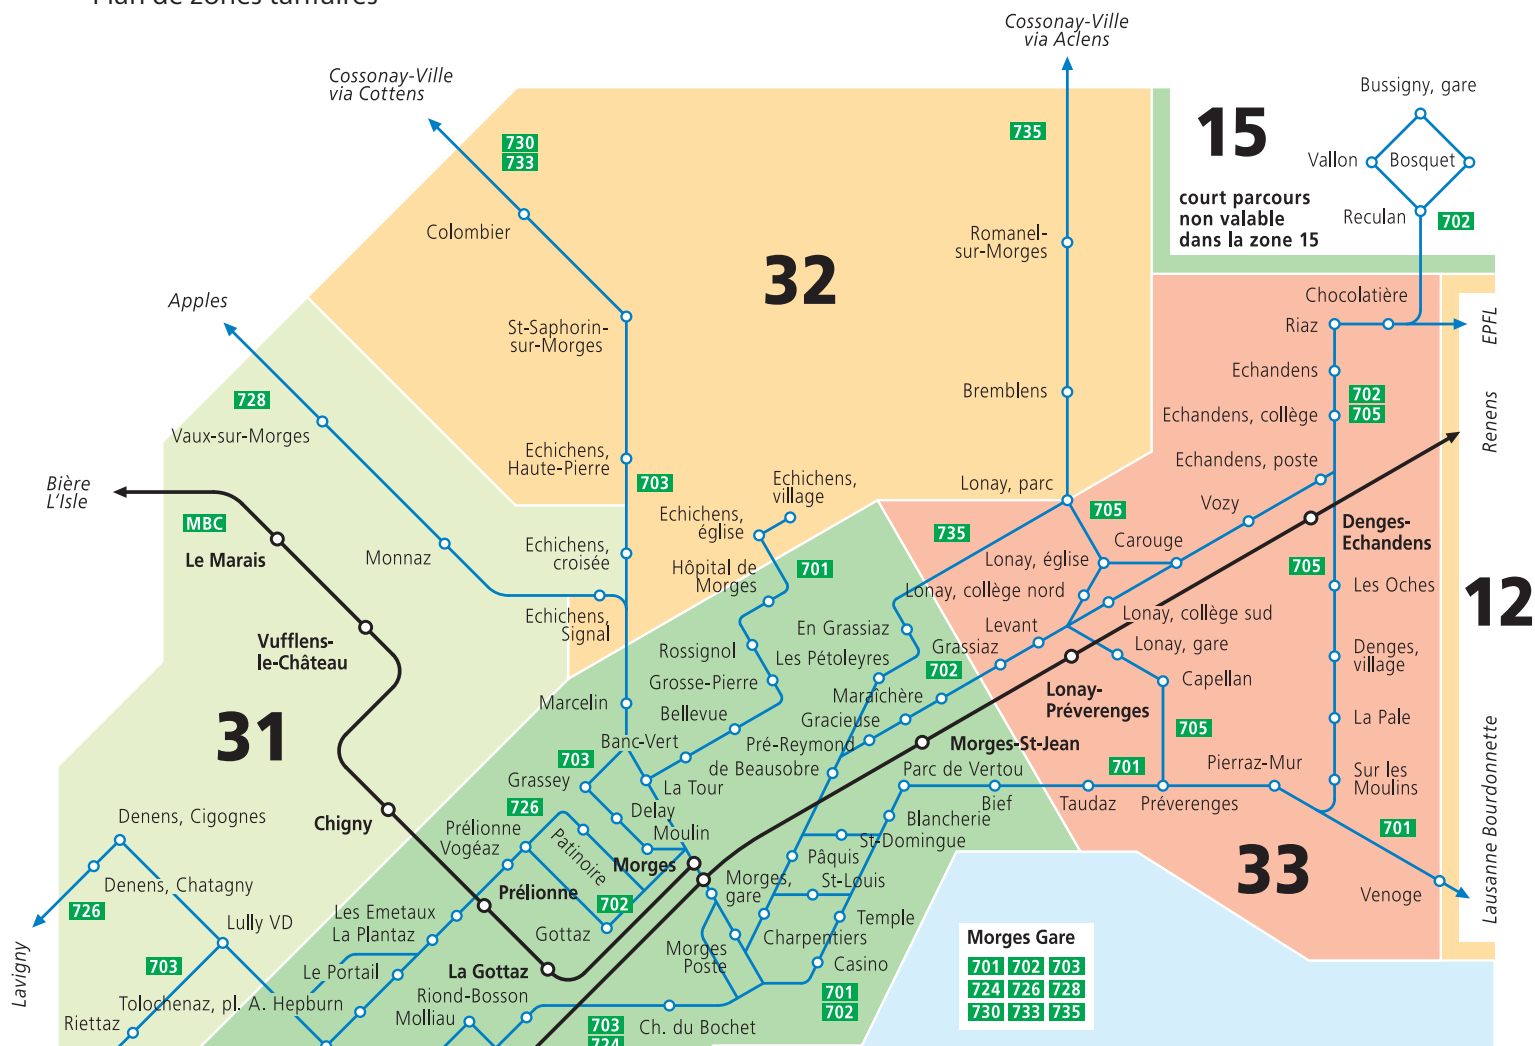 Plan de zones tarifaires
Cossonay-Ville
via Aclens
Cossonay-Ville
via Cottens
730
733
735
15
court parcours
non valable
dans la zone 15
Bussigny, gare
Vallon
Bosquet
Reculan
702
Colombier
32
Romanel-
sur-Morges
Apples
St-Saphorin-
sur-Morges
Chocolatière
Riaz
EPFL
728
Vaux-sur-Morges
Bremblens
Echandens
702
705
Echandens, collège
Renens
Echichens,
Haute-Pierre
703
Echichens,
village
Echichens,
église
Lonay, parc
Echandens, poste
Bière
L'Isle
MBC
Le Marais
Monnaz
Echichens,
croisée
Hôpital de
Morges
701
735
705
Vozy
Carouge
Denges-
Echandens
Lonay, église
705
Lonay, collège nord
Les Oches
12
Echichens,
Signal
Lonay, collège sud
Levant
En Grassiaz
Grassiaz
Lonay, gare
Vufflens-
le-Château
Rossignol
Les Pétoleyres
702
Denges,
village
Grosse-Pierre
Maraîchère
Capellan
Lonay-
Préverenges
31
Marcelin
Bellevue
Gracieuse
705
La Pale
Banc-Vert
Pré-Reymond
Morges-St-Jean
703
Grassey
La Tour
de Beausobre
Parc de Vertou
701
Pierraz-Mur
Sur les
Moulins
Bief
Taudaz
Préverenges
Lausanne Bourdonnette
726
Delay
Denens, Cigognes
Chigny
Prélionne
Vogéaz
Patinoire
Moulin
Blancherie
St-Domingue
701
Morges
Pâquis
Denens, Chatagny
Prélionne
Morges,
gare
St-Louis
33
Venoge
726
Lully VD
Les Emetaux
La Plantaz
702
Temple
Gottaz
Charpentiers
Morges
Poste
Casino
Morges Gare
701 702 703
724 726 728
730 733 735
Lavigny
703
Le Portail
La Gottaz
701
702
Tolochenaz, pl. A. Hepburn
Riond-Bosson
Molliau
Riettaz
703
724
Ch. du Bochet